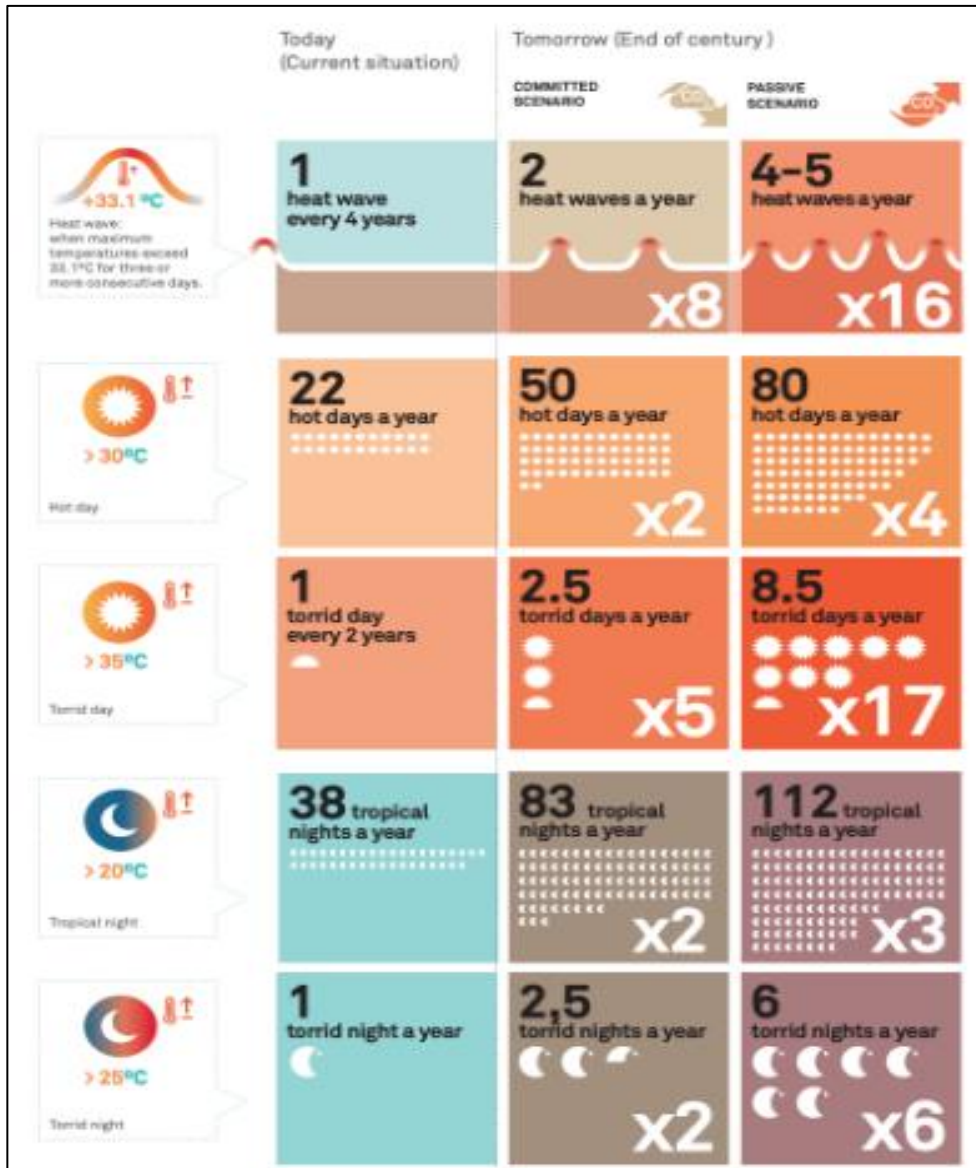 Today
(Current situation)
Tomorrow (End of century )
COMMITTED
SCENARIO
CO
PASSIVE
SCENARIO
CO
+33.1 ºC
Heat wave:
when maximum
temperatures exceed
33.1ºC for three or
more consecutive days.
1
heat wave
every 4 years
2
heat waves a year
x8
4-5
heat waves a year
x16
> 30ºC
Hot day
22
hot days a year
50
hot days a year
x2
80
hot days a year
x4
> 35ºC
Torrid day
1
torrid day
every 2 years
2.5
torrid days a year
x5
8.5
torrid days a year
x17
> 20ºC
Tropical night
38 tropical
nights a year
83 tropical
nights a year
x2
112 tropical
nights a year
x3
> 25ºC
Torrid night
1
torrid night a year
2,5
torrid nights a year
x2
6
torrid nights a year
x6